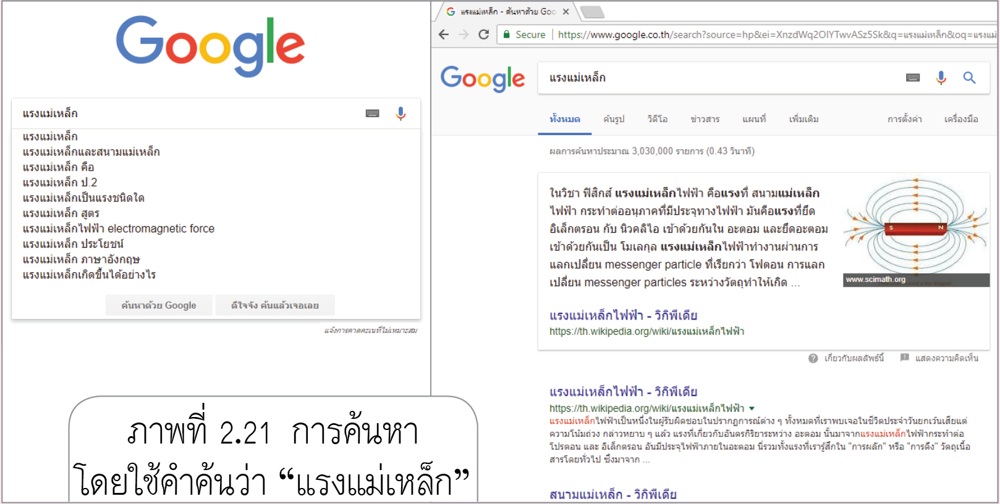 Google
แรงแม่เหล็ก
แรงแม่เหล็ก
แรงแม่เหล็กและสนามแม่เหล็ก
แรงแม่เหล็ก คือ
แรงแม่เหล็ก ป.2
แรงแม่เหล็กเป็นแรงชนิดใด
แรงแม่เหล็ก สูตร
แรงแม่เหล็กไฟฟ้า electromagnetic force
แรงแม่เหล็ก ประโยชน์
แรงแม่เหล็ก ภาษาอังกฤษ
แรงแม่เหล็กเกิดขึ้นได้อย่างไร
ค้นหาด้วย Google ดีใจจัง ค้นแล้วเจอเลย
แจ้งการคาดคะเนที่ไม่เหมาะสม
ภาพที่ 2.21 การค้นหา
โดยใช้คำค้นว่า “แรงแม่เหล็ก”
แรงแม่เหล็ก - ค้นหาด้วย Goo
Secure https://www.google.co.th/search?source=hp&ei=XnzdWq2OIYTwvASz5Sk&q=แรงแม่เหล็ก&oq=แรงแม่
Google แรงแม่เหล็ก
ทั้งหมด ค้นรูป วิดีโอ ข่าวสาร แผนที่ เพิ่มเติม การตั้งค่า เครื่องมือ
ผลการค้นหาประมาณ 3,030,000 รายการ (0.43 วินาที)
ในวิชา ฟิสิกส์ แรงแม่เหล็กไฟฟ้า คือแรงที่ สนามแม่เหล็ก
ไฟฟ้า กระทำต่ออนุภาคที่มีประจุทางไฟฟ้า มันคือแรงที่ยึด
อิเล็กตรอน กับ นิวคลิไอ เข้าด้วยกันใน อะตอม และยึดอะตอม
เข้าด้วยกันเป็น โมเลกุล แรงแม่เหล็กไฟฟ้าทำงานผ่านการ
แลกเปลี่ยน messenger particle ที่เรียกว่า โฟตอน การแลก
เปลี่ยน messenger particles ระหว่างวัตถุทำให้เกิด ...
S N
www.scimath.org
แรงแม่เหล็กไฟฟ้า - วิกิพีเดีย
https://th.wikipedia.org/wiki/แรงแม่เหล็กไฟฟ้า
เกี่ยวกับผลลัพธ์นี้ แสดงความคิดเห็น
แรงแม่เหล็กไฟฟ้า - วิกิพีเดีย
https://th.wikipedia.org/wiki/แรงแม่เหล็กไฟฟ้า
แรงแม่เหล็กไฟฟ้าเป็นหนึ่งในผู้รับผิดชอบในปรากฏการณ์ต่าง ๆ ทั้งหมดที่เราพบเจอในชีวิตประจำวันยกเว้นเสียแต่
ความโน้มถ่วง กล่าวหยาบ ๆ แล้ว แรงที่เกี่ยวกับอันตรกิริยาระหว่าง อะตอม นั้นมาจากแรงแม่เหล็กไฟฟ้ากระทำต่อ
โปรตอน และ อิเล็กตรอน อันมีประจุไฟฟ้าภายในอะตอม นี่รวมทั้งแรงที่เรารู้สึกใน "การผลัก" หรือ "การดึง" วัตถุเนื้อ
สารโดยทั่วไป ซึ่งมาจาก ...
สนามแม่เหล็ก - วิกิพีเดีย